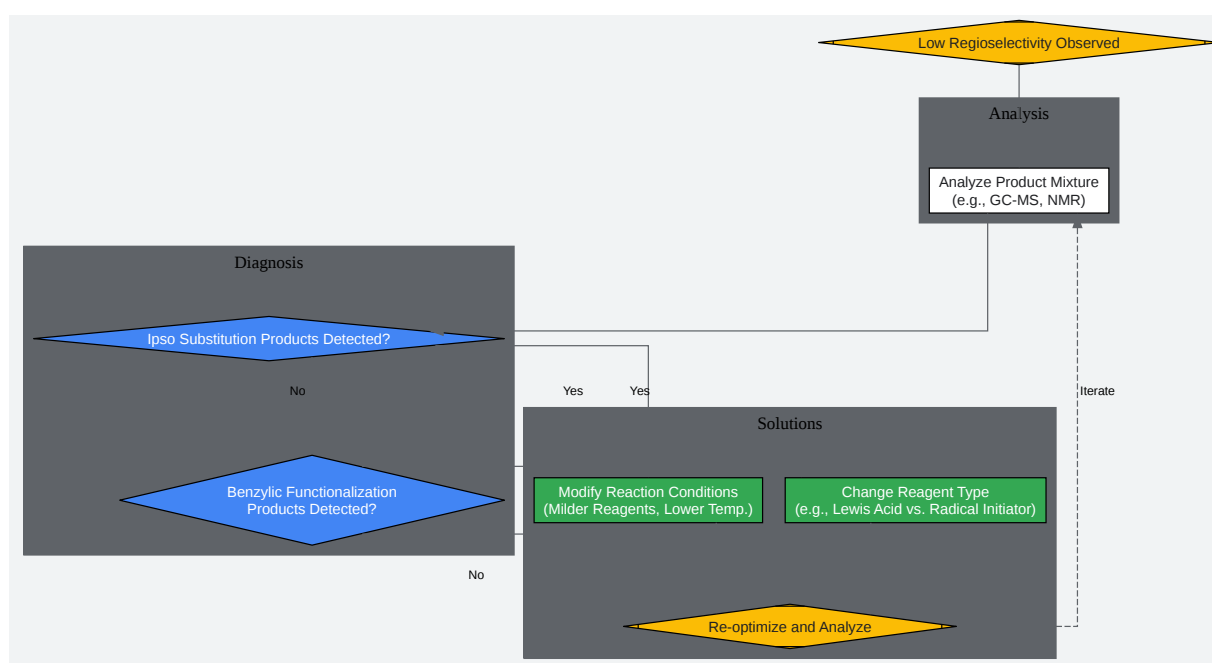 Low Regioselectivity Observed
Analysis
Analyze Product Mixture
(e.g., GC-MS, NMR)
Diagnosis
Ipso Substitution Products Detected?
No
Yes
Yes
Iterate
Solutions
Benzylic Functionalization
Products Detected?
Modify Reaction Conditions
(Milder Reagents, Lower Temp.)
Change Reagent Type
(e.g., Lewis Acid vs. Radical Initiator)
No
Re-optimize and Analyze